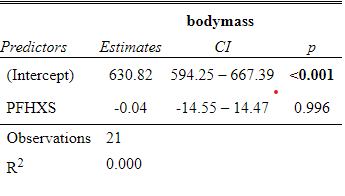 bodymass
Predictors Estimates CI p
(Intercept) 630.82 594.25 – 667.39 <0.001
PFHXS -0.04 -14.55 – 14.47 0.996
Observations 21
R2 0.000